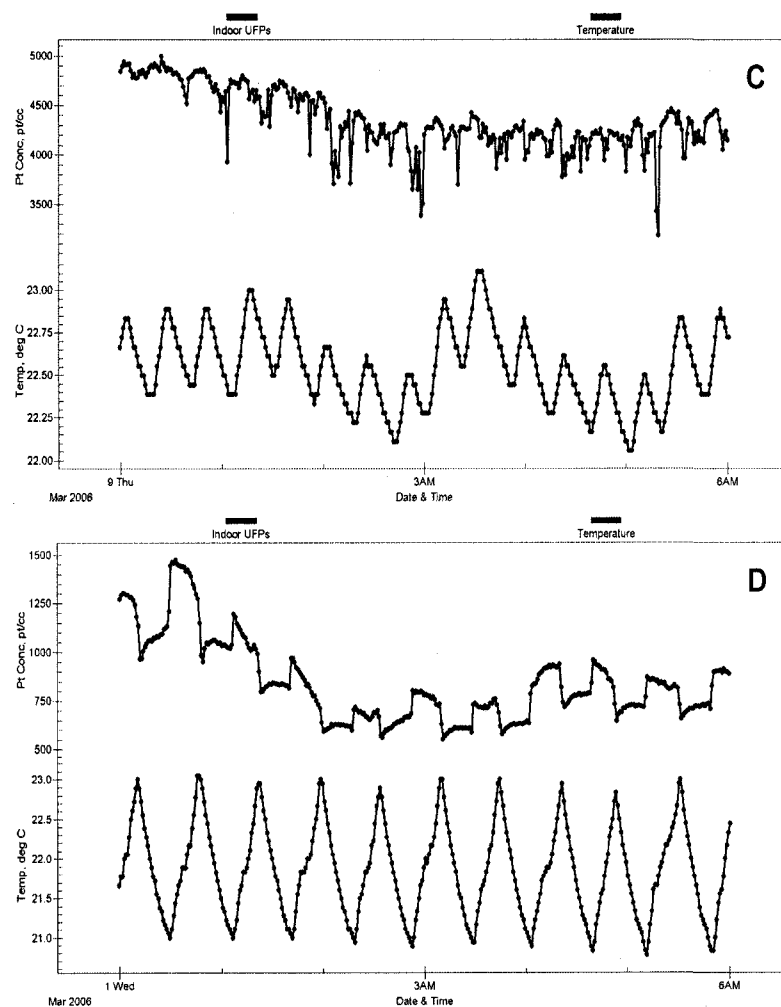 Indoor UFPs Temperature
C
5000
4500
4000
3500
Pt Conc, pt/cc
23.00
22.75
22.50
22.25
22.00
Temp, deg C
9 Thu 3AM 6AM
Mar 2006 Date & Time
Indoor UFPs Temperature
D
1500
1250
1000
750
500
Pt Conc, pt/cc
23.0
22.5
22.0
21.5
21.0
Temp, deg C
1 Wed 3AM 6AM
Mar 2006 Date & Time